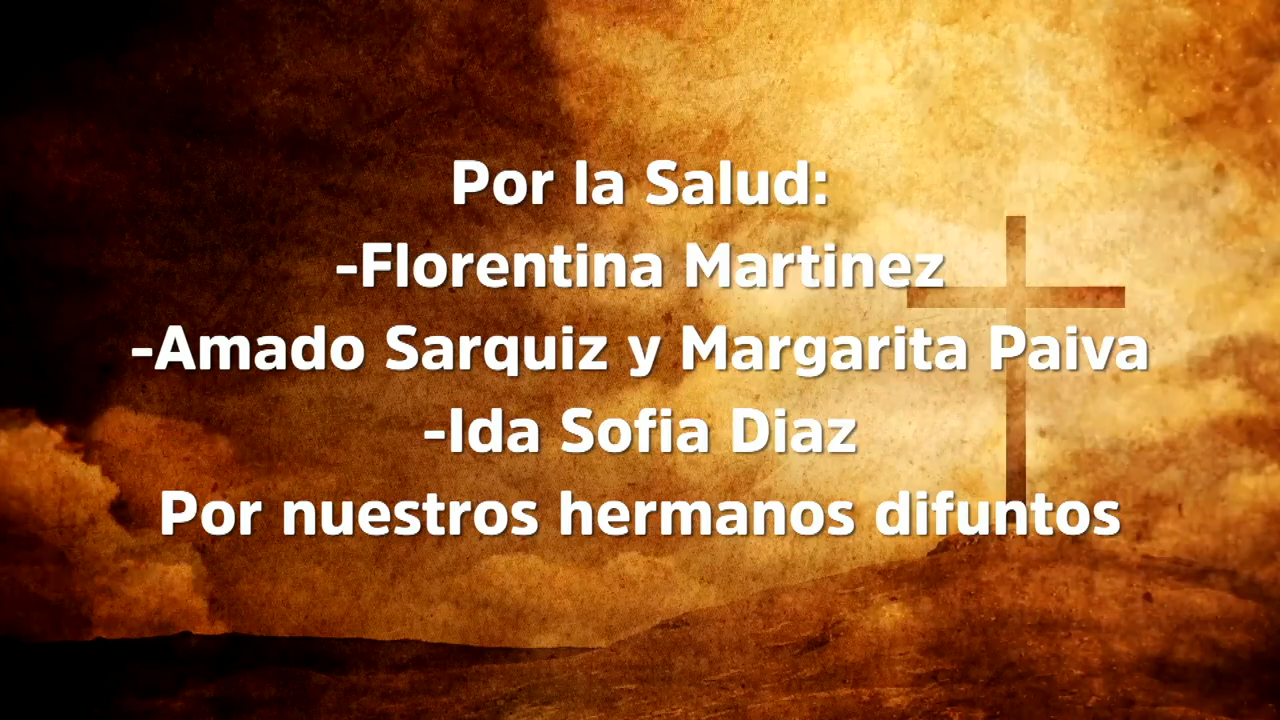 Por la Salud:
-Florentina Martinez
-Amado Sarquiz y Margarita Paiva
-Ida Sofia Diaz
Por nuestros hermanos difuntos